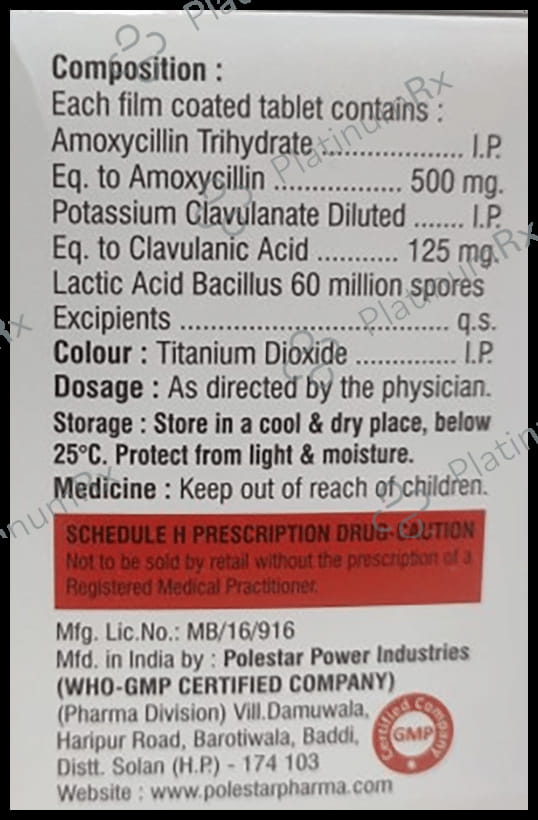 Composition :
Each film coated tablet contains :
Amoxycillin Trihydrate .................... I.P.
Eq. to Amoxycillin .................. 500 mg.
Potassium Clavulanate Diluted ....... I.P.
Eq. to Clavulanic Acid ........... 125 mg.
Lactic Acid Bacillus 60 million spores
Excipients ...................................... q.s.
Colour : Titanium Dioxide .............. I.P.
Dosage : As directed by the physician.
Storage : Store in a cool & dry place, below
25°C. Protect from light & moisture.
Medicine : Keep out of reach of children.
SCHEDULE H PRESCRIPTION DRUG-CAUTION
Not to be sold by retail without the prescription of a
Registered Medical Practitioner.
Mfg. Lic.No.: MB/16/916
Mfd. in India by : Polestar Power Industries
(WHO-GMP CERTIFIED COMPANY)
(Pharma Division) Vill.Damuwala,
Haripur Road, Barotiwala, Baddi,
Distt. Solan (H.P.) - 174 103
Website : www.polestarpharma.com
Certified Company
GMP
PlatinumRx
PlatinumRx
PlatinumRx